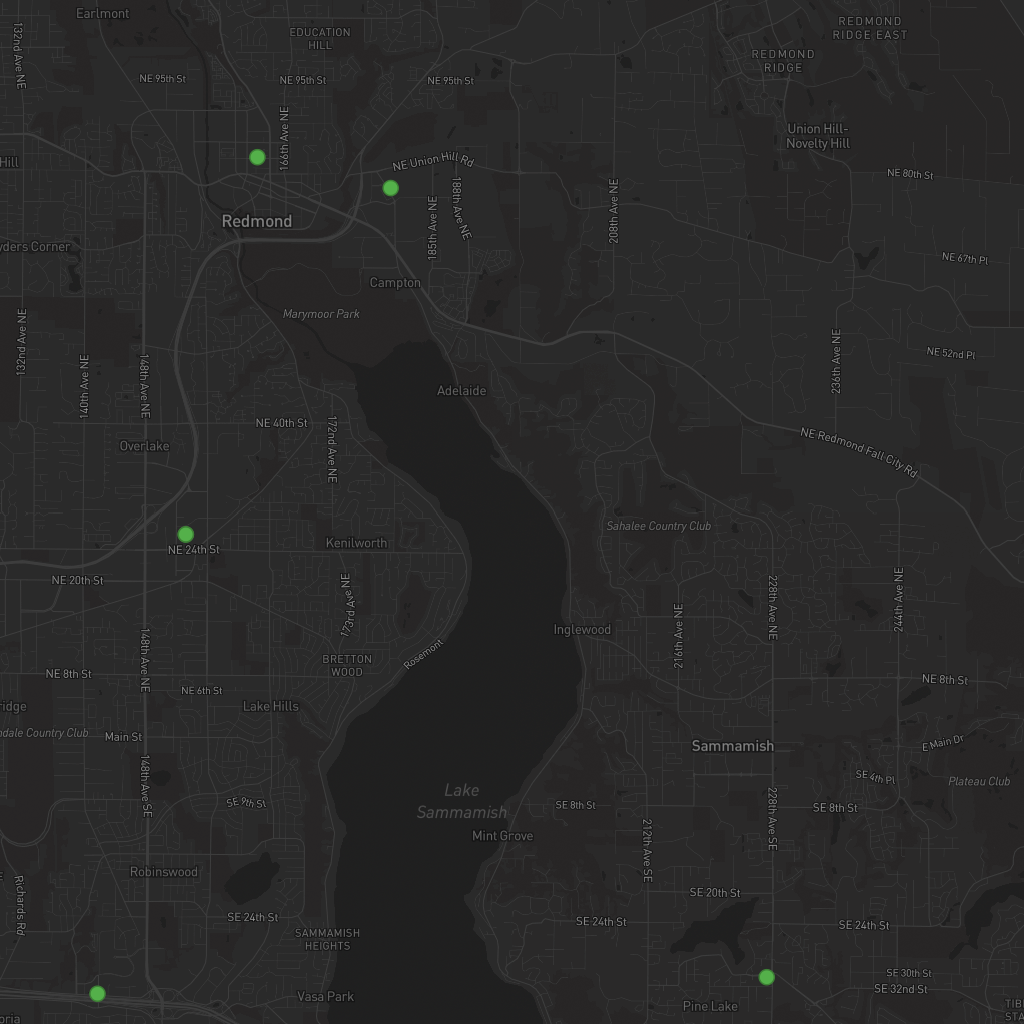 Earlmont
132nd Ave NE
EDUCATION
HILL
REDMOND
RIDGE EAST
REDMOND
RIDGE
NE 95th St
NE 95th St
NE 95th St
166th Ave NE
Union Hill-
Novelty Hill
Hill
NE Union Hill Rd
NE 80th St
188th Ave NE
185th Ave NE
208th Ave NE
Redmond
yders Corner
NE 67th Pl
Campton
Marymoor Park
132nd Ave NE
236th Ave NE
NE 52nd Pl
140th Ave NE
148th Ave NE
Adelaide
NE 40th St
172nd Ave NE
Overlake
NE Redmond Fall City Rd
Sahalee Country Club
Kenilworth
NE 24th St
NE 20th St
173rd Ave NE
228th Ave NE
244th Ave NE
216th Ave NE
Inglewood
148th Ave NE
Rosemont
BRETTON
WOOD
NE 8th St
NE 8th St
NE 6th St
ridge
Lake Hills
ndale Country Club
Main St
Sammamish
E Main Dr
148th Ave SE
SE 4th Pl
Plateau Club
Lake
Sammamish
SE 9th St
SE 8th St
SE 8th St
228th Ave SE
Mint Grove
212th Ave SE
Robinswood
E
Richards Rd
SE 20th St
SE 24th St
SE 24th St
SE 24th St
SAMMAMISH
HEIGHTS
SE 30th St
SE 32nd St
Vasa Park
Pine Lake
TIB
STA
oria